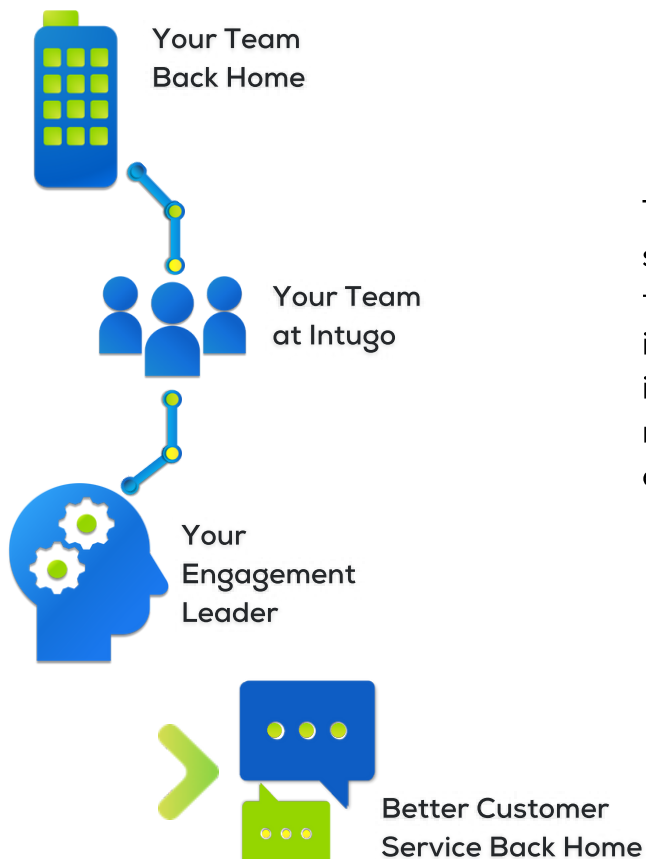 Your Team
Back Home
Your Team
at Intugo
Your
Engagement
Leader
Better Customer
Service Back Home